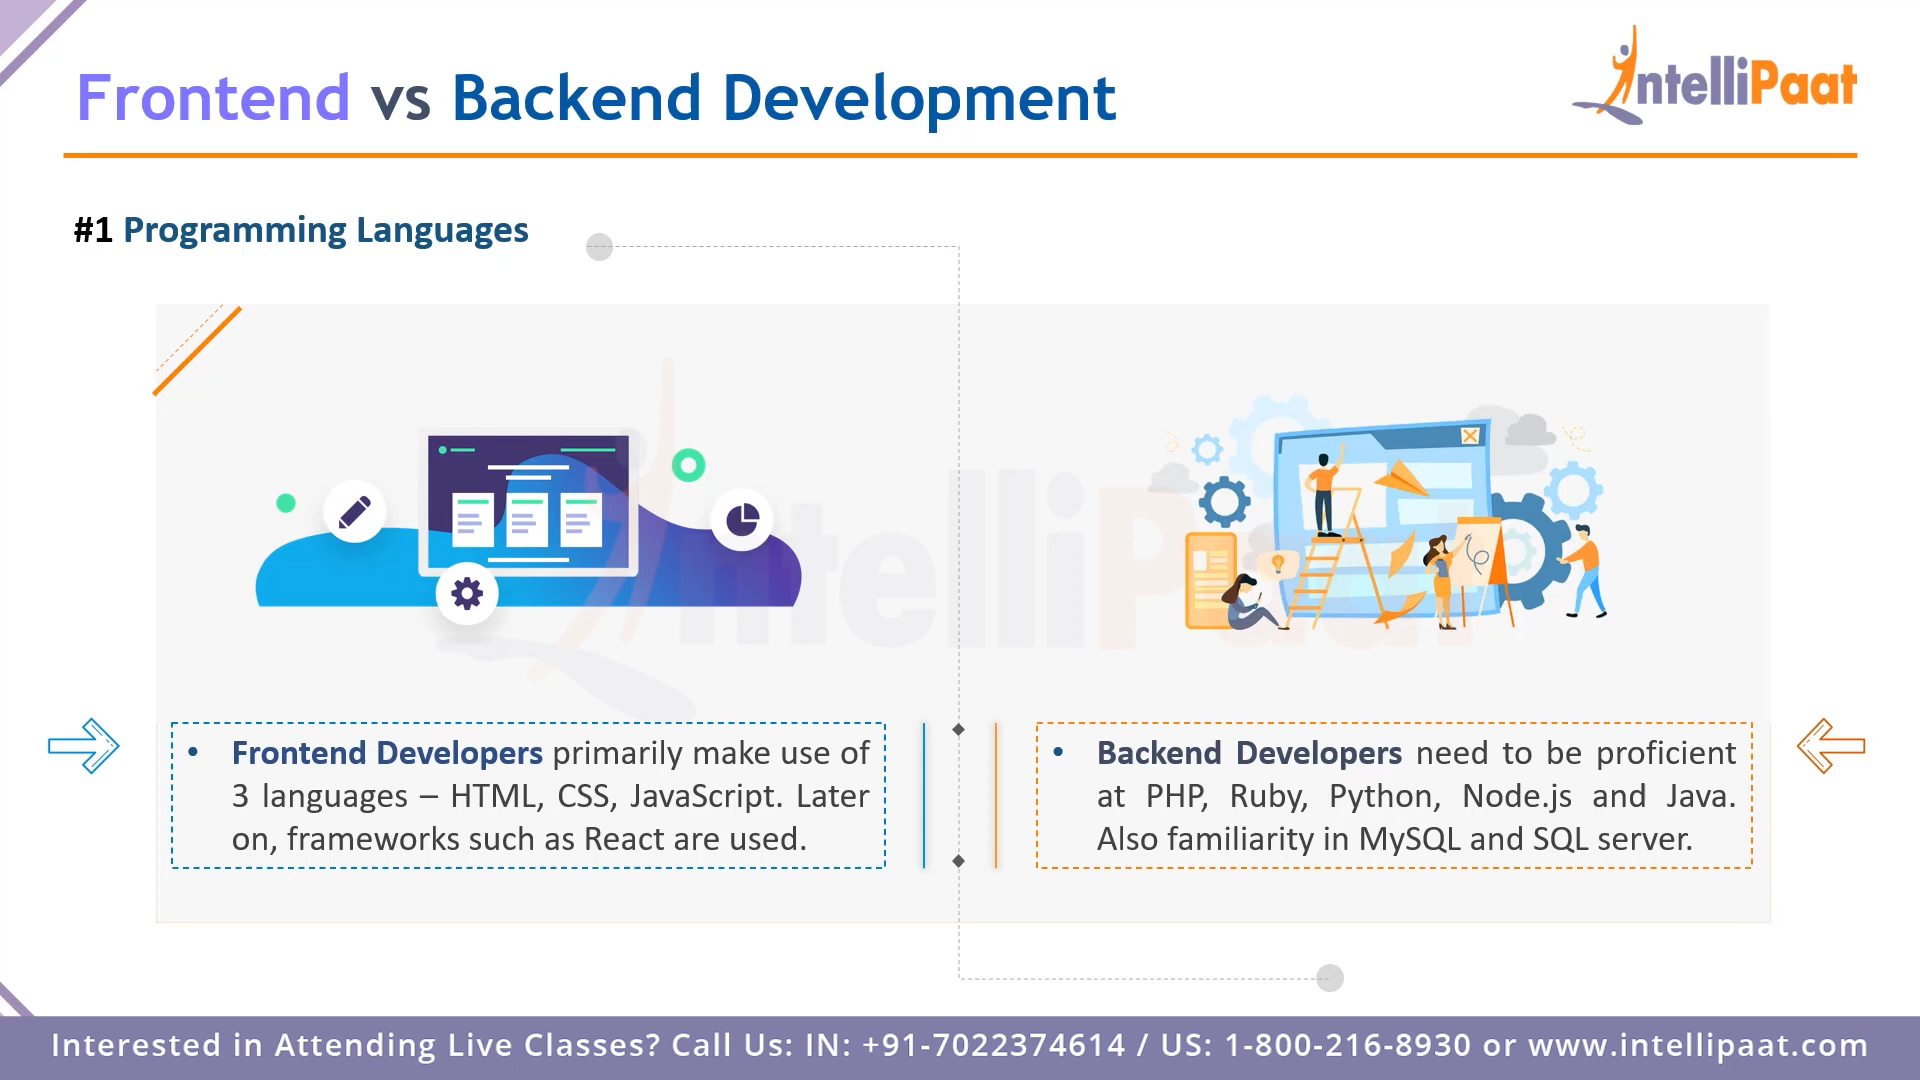 Frontend vs Backend Development
IntelliPaat
#1 Programming Languages
IntelliPaat
• Frontend Developers primarily make use of
3 languages – HTML, CSS, JavaScript. Later
on, frameworks such as React are used.
• Backend Developers need to be proficient
at PHP, Ruby, Python, Node.js and Java.
Also familiarity in MySQL and SQL server.
Interested in Attending Live Classes? Call Us: IN: +91-7022374614 / US: 1-800-216-8930 or www.intellipaat.com